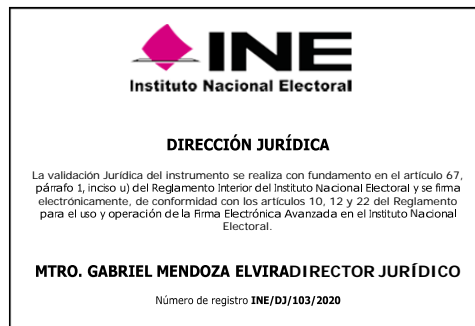 INE
Instituto Nacional Electoral
DIRECCIÓN JURÍDICA
La validación Jurídica del instrumento se realiza con fundamento en el artículo 67,
párrafo 1, inciso u) del Reglamento Interior del Instituto Nacional Electoral y se firma
electrónicamente, de conformidad con los artículos 10, 12 y 22 del Reglamento
para el uso y operación de la Firma Electrónica Avanzada en el Instituto Nacional
Electoral.
MTRO. GABRIEL MENDOZA ELVIRADIRECTOR JURÍDICO
Número de registro INE/DJ/103/2020